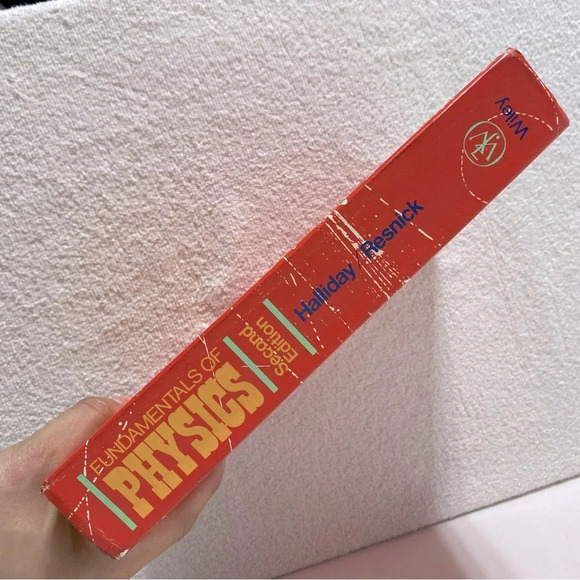 FUNDAMENTALS OF
PHYSICS
Second
Edition
Halliday/Resnick
Wiley